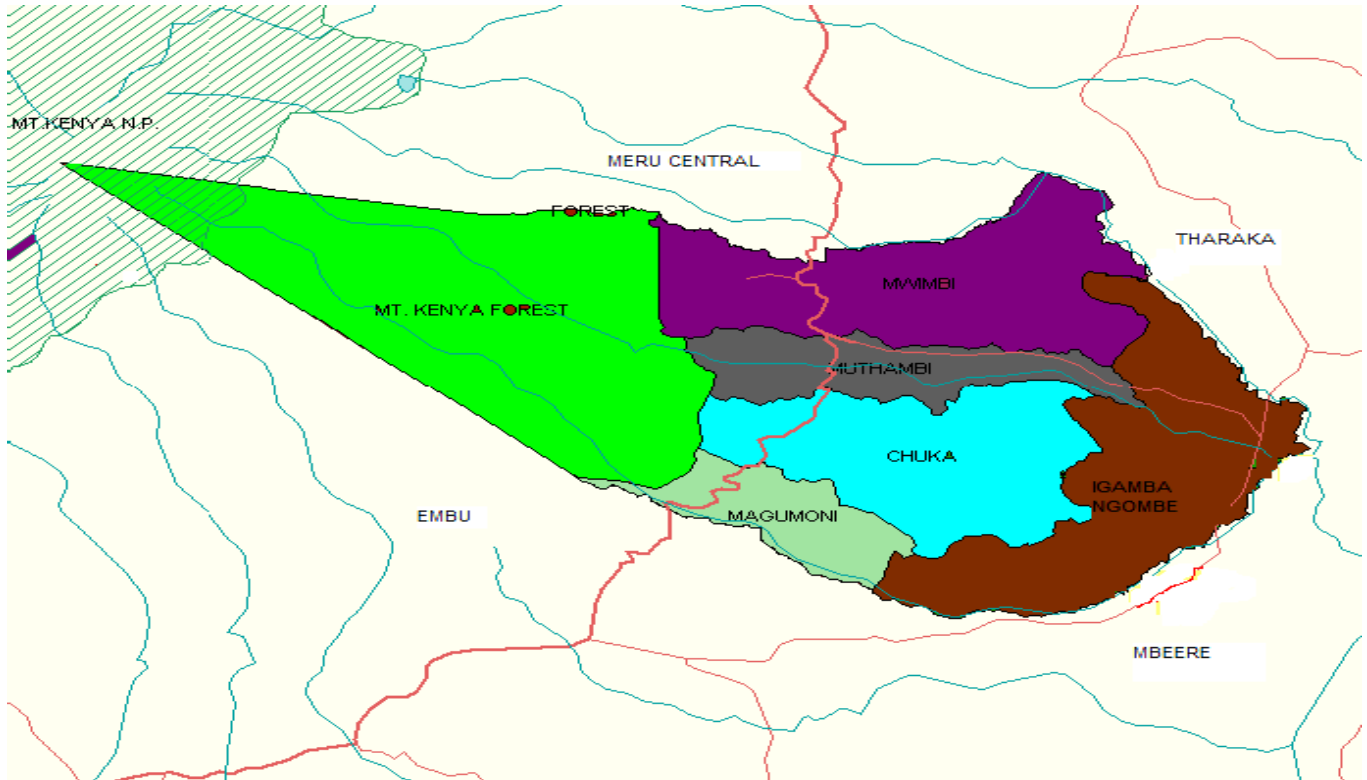 MT.KENYA N.P.
MERU CENTRAL
FOREST
THARAKA
MWIMBI
MT. KENYA FOREST
MUTHAMBI
CHUKA
IGAMBA
NGOMBE
EMBU
MAGUMONI
MBEERE